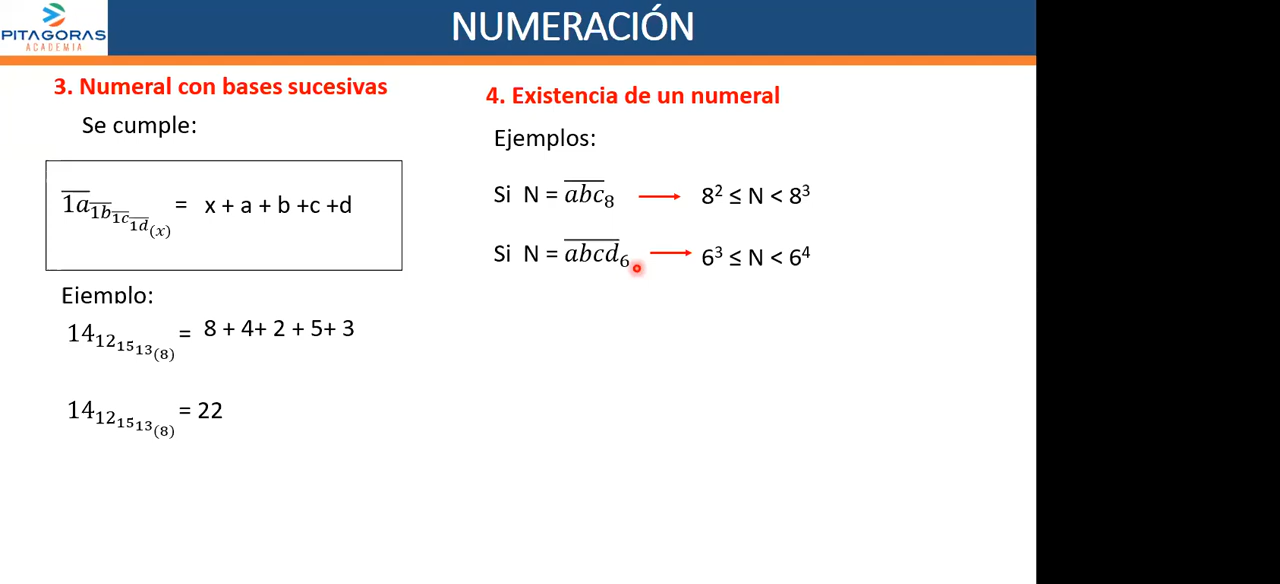 PITAGORAS
ACADEMIA
NUMERACIÓN
3. Numeral con bases sucesivas
Se cumple:
1a1b1c1d(x) = x + a + b +c +d
Ejemplo:
14121513(8) = 8 + 4+ 2 + 5+ 3
14121513(8) = 22
4. Existencia de un numeral
Ejemplos:
Si N = abc8 → 8² ≤ N < 8³
Si N = abcd6 → 6³ ≤ N < 6⁴